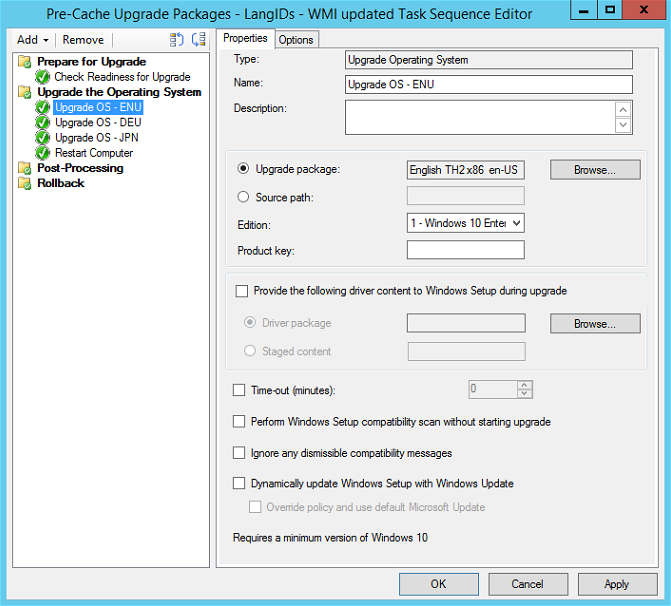 Pre-Cache Upgrade Packages - LangIDs - WMI updated Task Sequence Editor
Add Remove
Prepare for Upgrade
Check Readiness for Upgrade
Upgrade the Operating System
Upgrade OS - ENU
Upgrade OS - DEU
Upgrade OS - JPN
Restart Computer
Post-Processing
Rollback
Properties Options
Type: Upgrade Operating System
Name: Upgrade OS - ENU
Description:
Upgrade package: English TH2 x86 en-US Browse...
Source path:
Edition: 1 - Windows 10 Enter
Product key:
Provide the following driver content to Windows Setup during upgrade
Driver package Browse...
Staged content
Time-out (minutes): 0
Perform Windows Setup compatibility scan without starting upgrade
Ignore any dismissible compatibility messages
Dynamically update Windows Setup with Windows Update
Override policy and use default Microsoft Update
Requires a minimum version of Windows 10
OK Cancel Apply